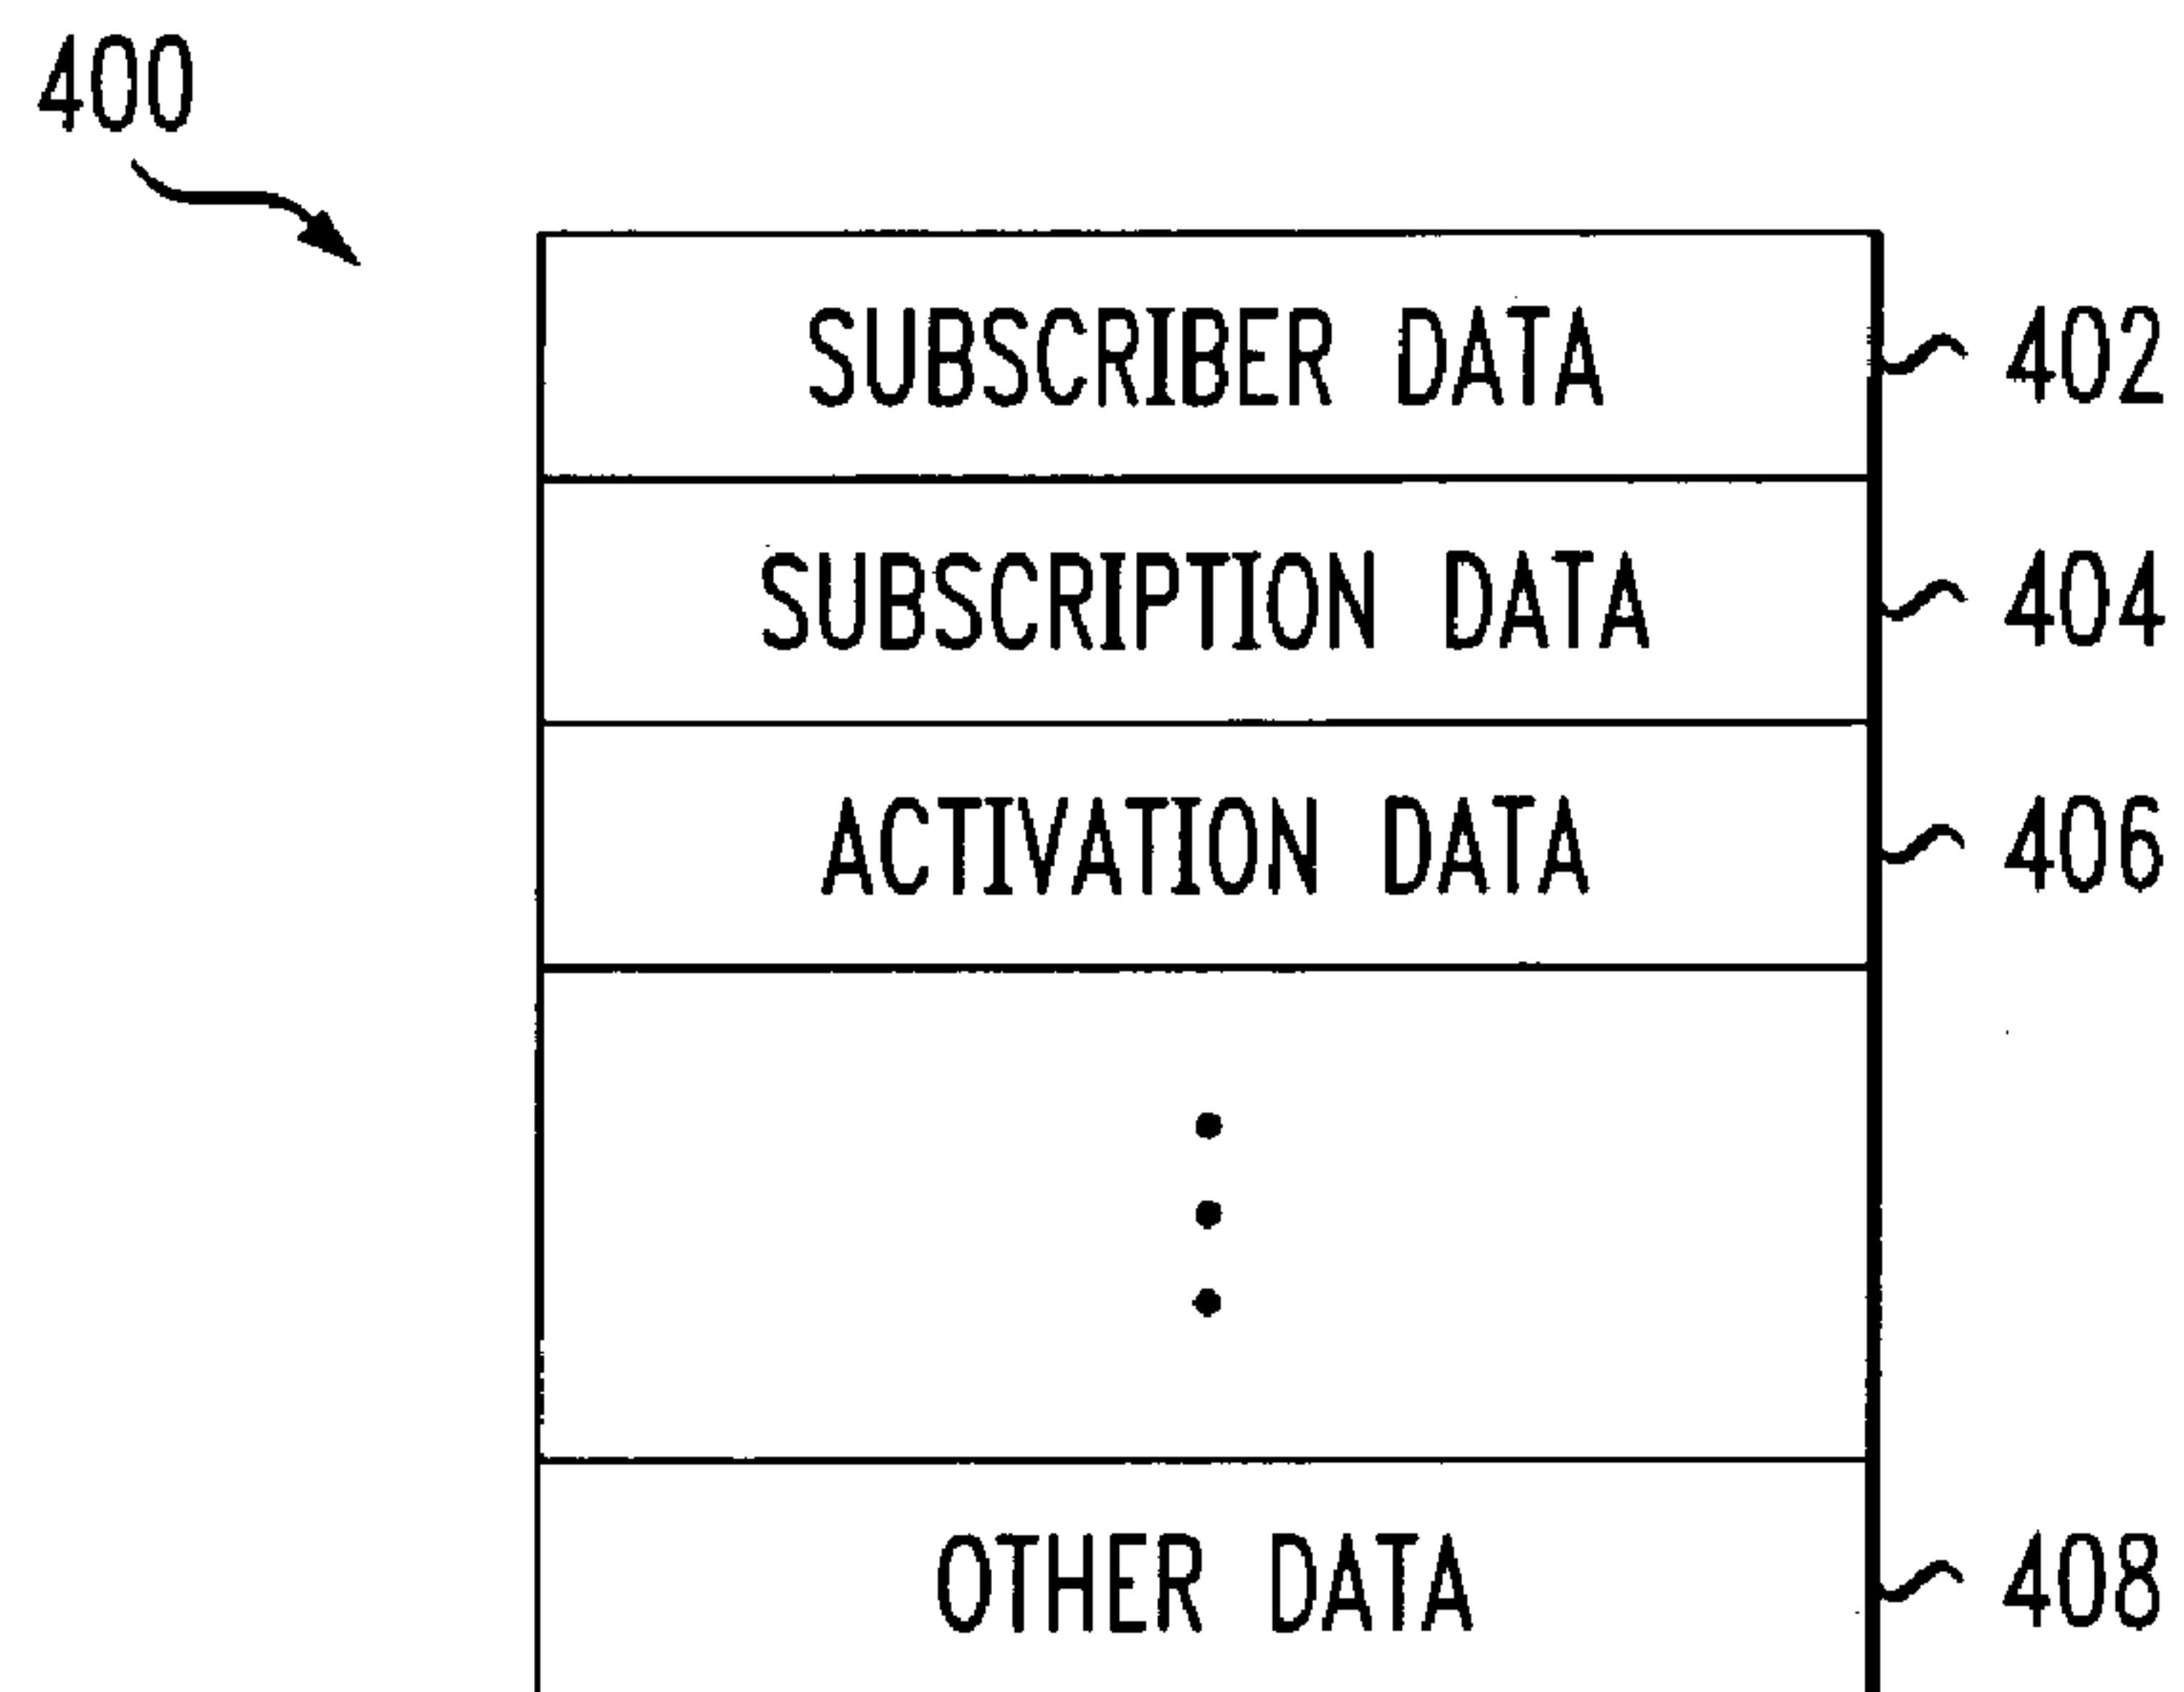 400
SUBSCRIBER DATA 402
SUBSCRIPTION DATA 404
ACTIVATION DATA 406
OTHER DATA 408